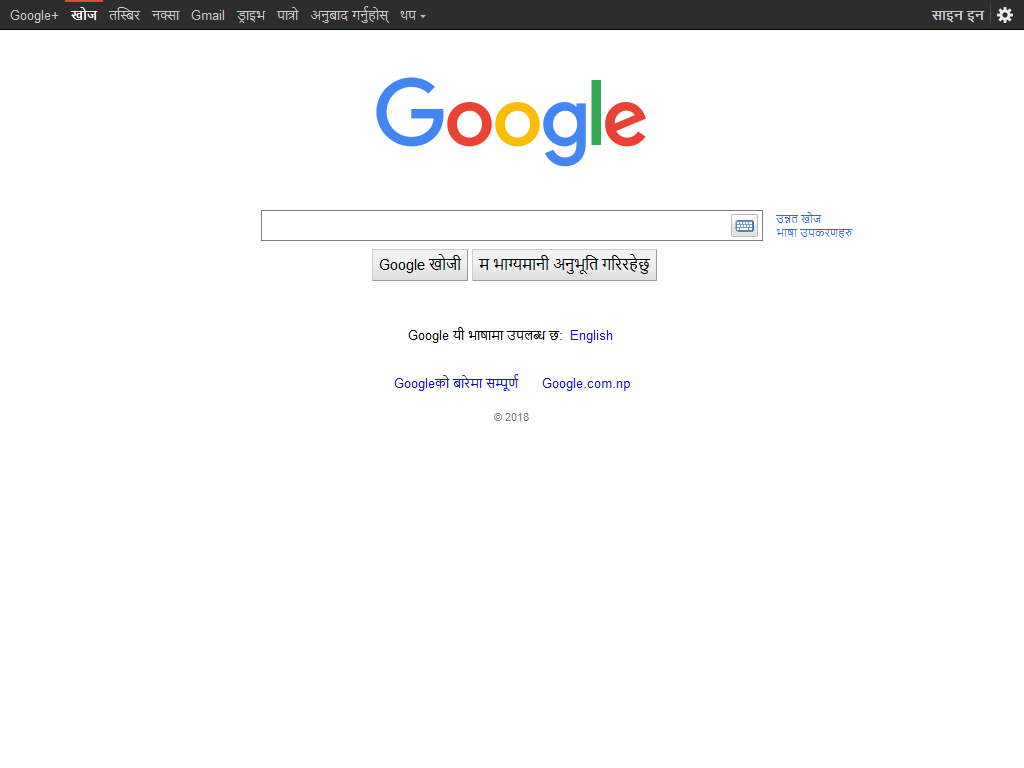 Google+ खोज तस्बिर नक्सा Gmail ड्राइभ पात्रो अनुबाद गर्नुहोस् थप साइन इन
Google
उन्नत खोज
भाषा उपकरणहरु
Google खोजी म भाग्यमानी अनुभूति गरिरहेछु
Google यी भाषामा उपलब्ध छ: English
Googleको बारेमा सम्पूर्ण Google.com.np
© 2018